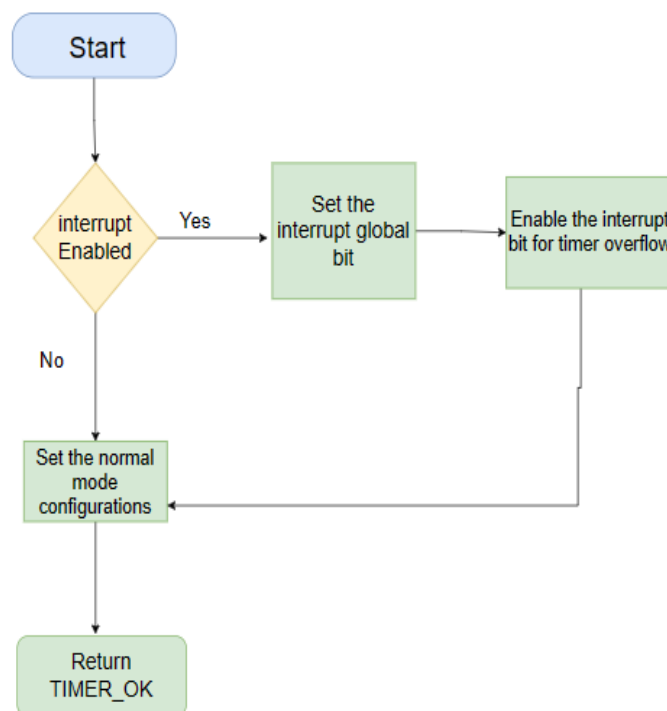 Start
interrupt
Enabled
Yes
Set the
interrupt global
bit
Enable the interrupt
bit for timer overflow
No
Set the normal
mode
configurations
Return
TIMER_OK